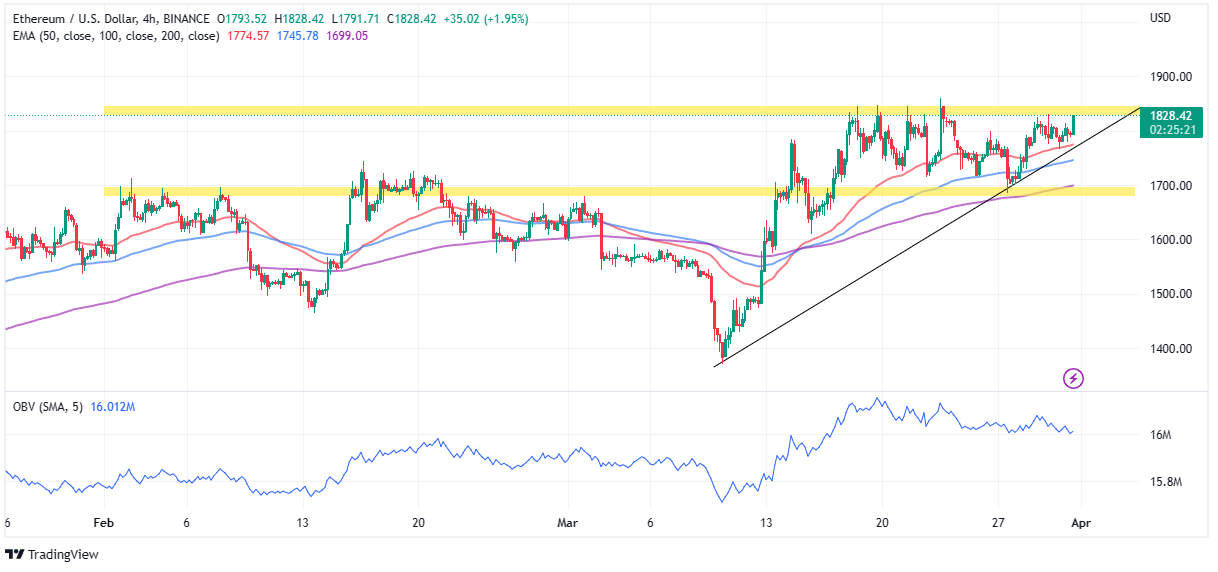 Ethereum / U.S. Dollar, 4h, BINANCE O1793.52 H1828.42 L1791.71 C1828.42 +35.02 (+1.95%)
USD
EMA (50, close, 100, close, 200, close) 1774.57 1745.78 1699.05
1900.00
1828.42
02:25:21
1700.00
1600.00
1500.00
1400.00
OBV (SMA, 5) 16.012M
16M
15.8M
6 Feb 6 13 20 Mar 6 13 20 27 Apr
TradingView